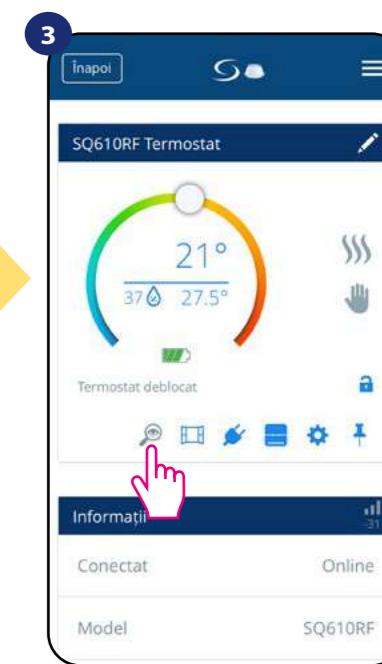 3
Înapoi
SQ610RF Termostat
21°
37 27.5°
Termostat deblocat
Informații
-31
Conectat Online
Model SQ610RF